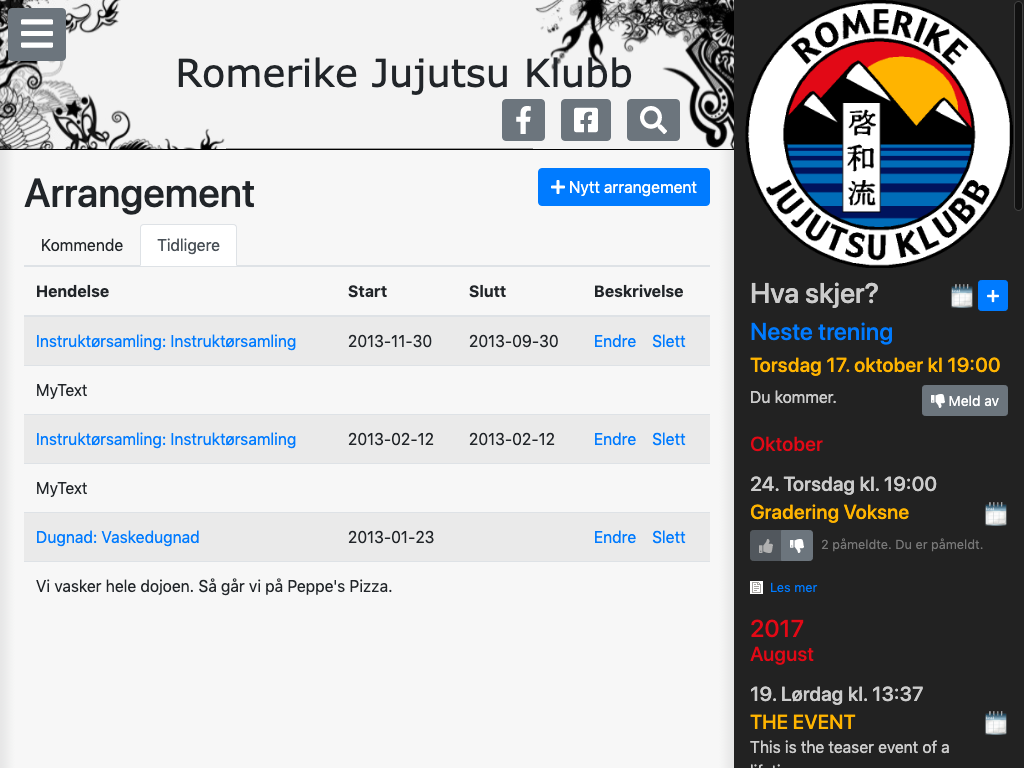 Romerike Jujutsu Klubb
Arrangement
Nytt arrangement
Kommende Tidligere
Hendelse Start Slutt Beskrivelse
Instruktørsamling: Instruktørsamling 2013-11-30 2013-09-30 Endre Slett
MyText
Instruktørsamling: Instruktørsamling 2013-02-12 2013-02-12 Endre Slett
MyText
Dugnad: Vaskedugnad 2013-01-23 Endre Slett
Vi vasker hele dojoen. Så går vi på Peppe's Pizza.
ROMERIKE
啓和流
JUJUTSU KLUBB
Hva skjer?
Neste trening
Torsdag 17. oktober kl 19:00
Du kommer. Meld av
Oktober
24. Torsdag kl. 19:00
Gradering Voksne
2 påmeldte. Du er påmeldt.
Les mer
2017
August
19. Lørdag kl. 13:37
THE EVENT
This is the teaser event of a